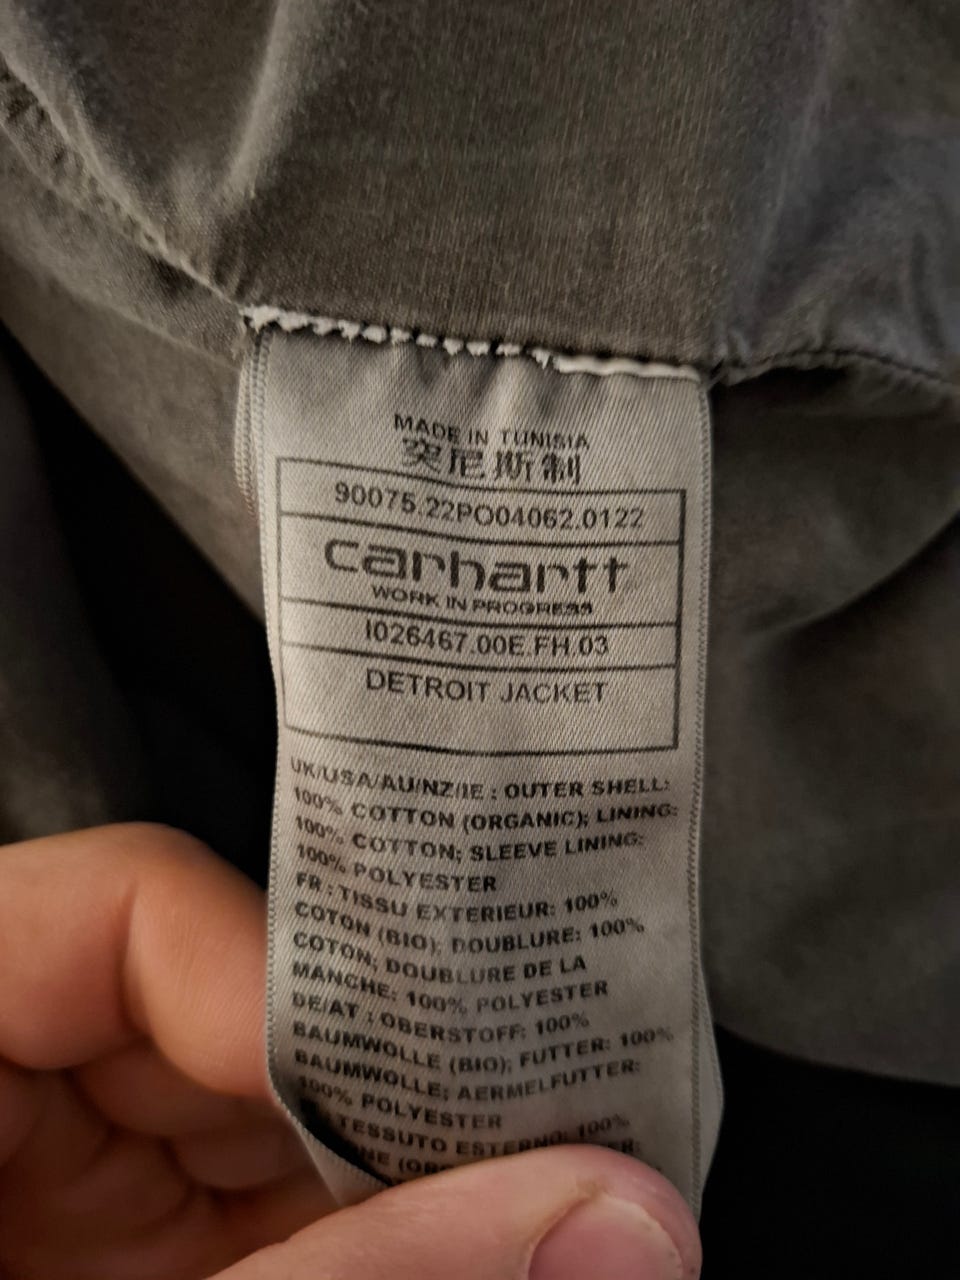 MADE IN TUNISIA
突尼斯制
90075.22PO04062.0122
carhartt
WORK IN PROGRESS
I026467.00E.FH.03
DETROIT JACKET
UK/USA/AU/NZ/IE : OUTER SHELL:
100% COTTON (ORGANIC); LINING:
100% COTTON; SLEEVE LINING:
100% POLYESTER
FR : TISSU EXTERIEUR: 100%
COTON (BIO); DOUBLURE: 100%
COTON; DOUBLURE DE LA
MANCHE: 100% POLYESTER
DE/AT : OBERSTOFF: 100%
BAUMWOLLE (BIO); FUTTER: 100%
BAUMWOLLE; AERMELFUTTER:
100% POLYESTER
TESSUTO ESTERNO: 100%